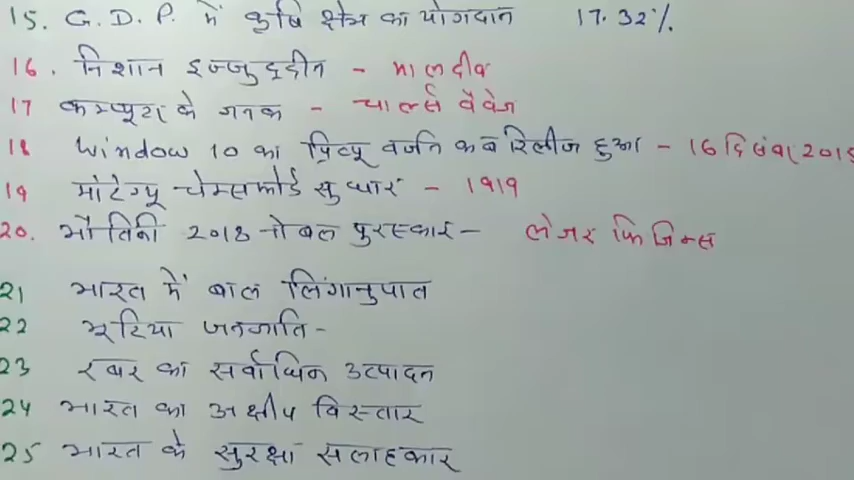 15. G. D. P. में कृषि क्षेत्र का योगदान 17.32%.
16. निशान इज्जुद्दीन - मालदीव
17 कम्प्यूटर के जनक - चार्ल्स बैवेज
18 Window 10 का प्रिव्यू वर्जन कब रिलीज हुआ - 16 दिसंबर 2015
19 मांटेग्यू चेम्सफोर्ड सुधार - 1919
20. भौतिकी 2018 नोबल पुरस्कार - लेजर फिजिक्स
21 भारत में बाल लिंगानुपात
22 भूटिया जनजाति -
23 रबर का सर्वाधिक उत्पादन
24 भारत का अक्षीय विस्तार
25 भारत के सुरक्षा सलाहकार